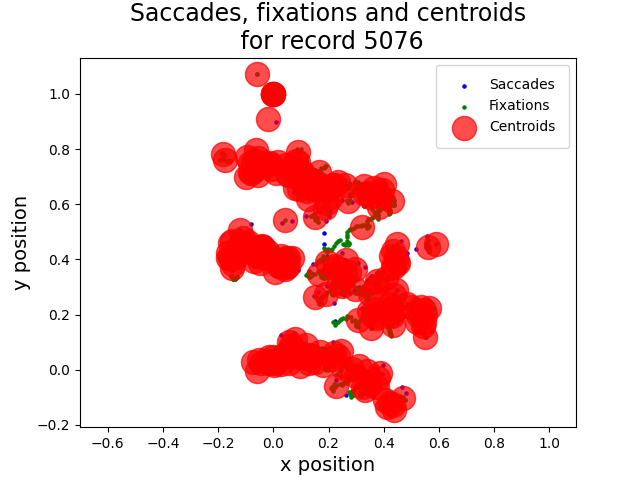 Saccades, fixations and centroids
for record 5076
Saccades
Fixations
Centroids
1.0
0.8
0.6
0.4
0.2
0.0
−0.2
y position
−0.6
−0.4
−0.2
0.0
0.2
0.4
0.6
0.8
1.0
x position